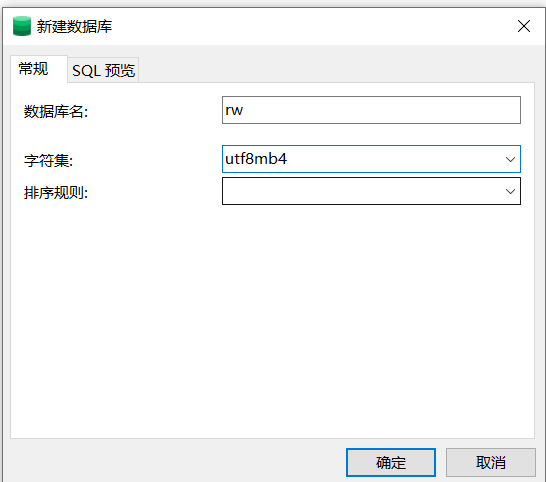 新建数据库
常规
SQL 预览
数据库名:
rw
字符集:
utf8mb4
排序规则:
确定
取消